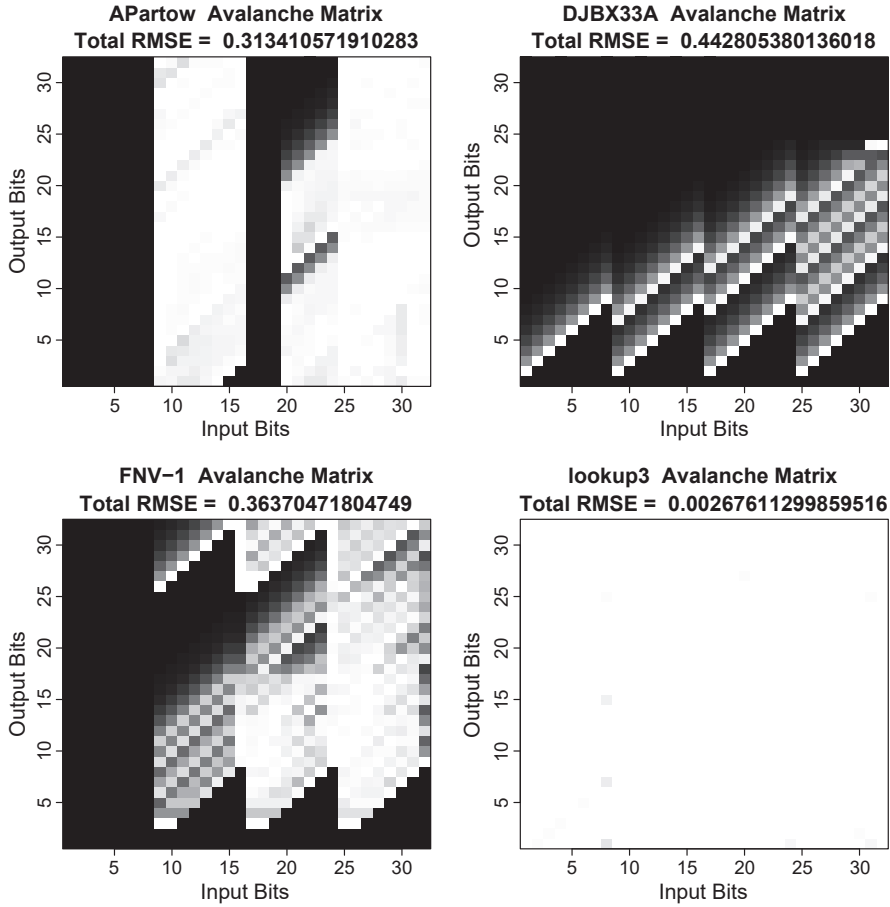 APartow Avalanche Matrix
Total RMSE = 0.313410571910283
Output Bits
30
25
20
15
10
5
5 10 15 20 25 30
Input Bits
DJBX33A Avalanche Matrix
Total RMSE = 0.442805380136018
Output Bits
30
25
20
15
10
5
5 10 15 20 25 30
Input Bits
FNV−1 Avalanche Matrix
Total RMSE = 0.363704718047​49
Output Bits
30
25
20
15
10
5
5 10 15 20 25 30
Input Bits
lookup3 Avalanche Matrix
Total RMSE = 0.002676112998​59516
Output Bits
30
25
20
15
10
5
5 10 15 20 25 30
Input Bits